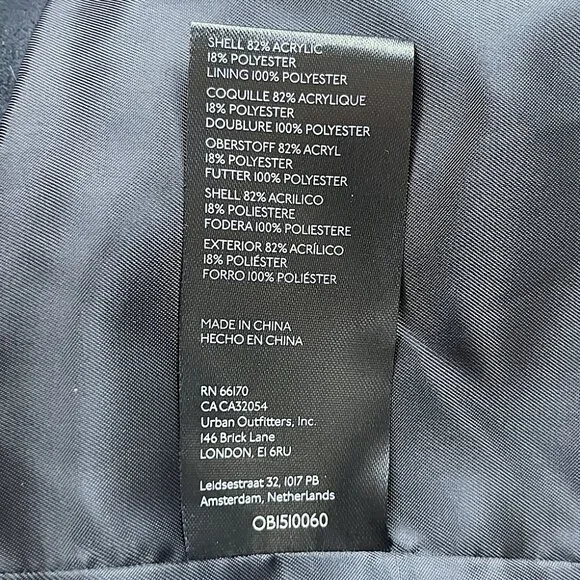 SHELL 82% ACRYLIC
18% POLYESTER
LINING 100% POLYESTER
COQUILLE 82% ACRYLIQUE
18% POLYESTER
DOUBLURE 100% POLYESTER
OBERSTOFF 82% ACRYL
18% POLYESTER
FUTTER 100% POLYESTER
SHELL 82% ACRILICO
18% POLIESTERE
FODERA 100% POLIESTERE
EXTERIOR 82% ACRÍLICO
18% POLIÉSTER
FORRO 100% POLIÉSTER
MADE IN CHINA
HECHO EN CHINA
RN 66170
CA CA32054
Urban Outfitters, Inc.
146 Brick Lane
LONDON, E1 6RU
Leidsestraat 32, 1017 PB
Amsterdam, Netherlands
OB1510060